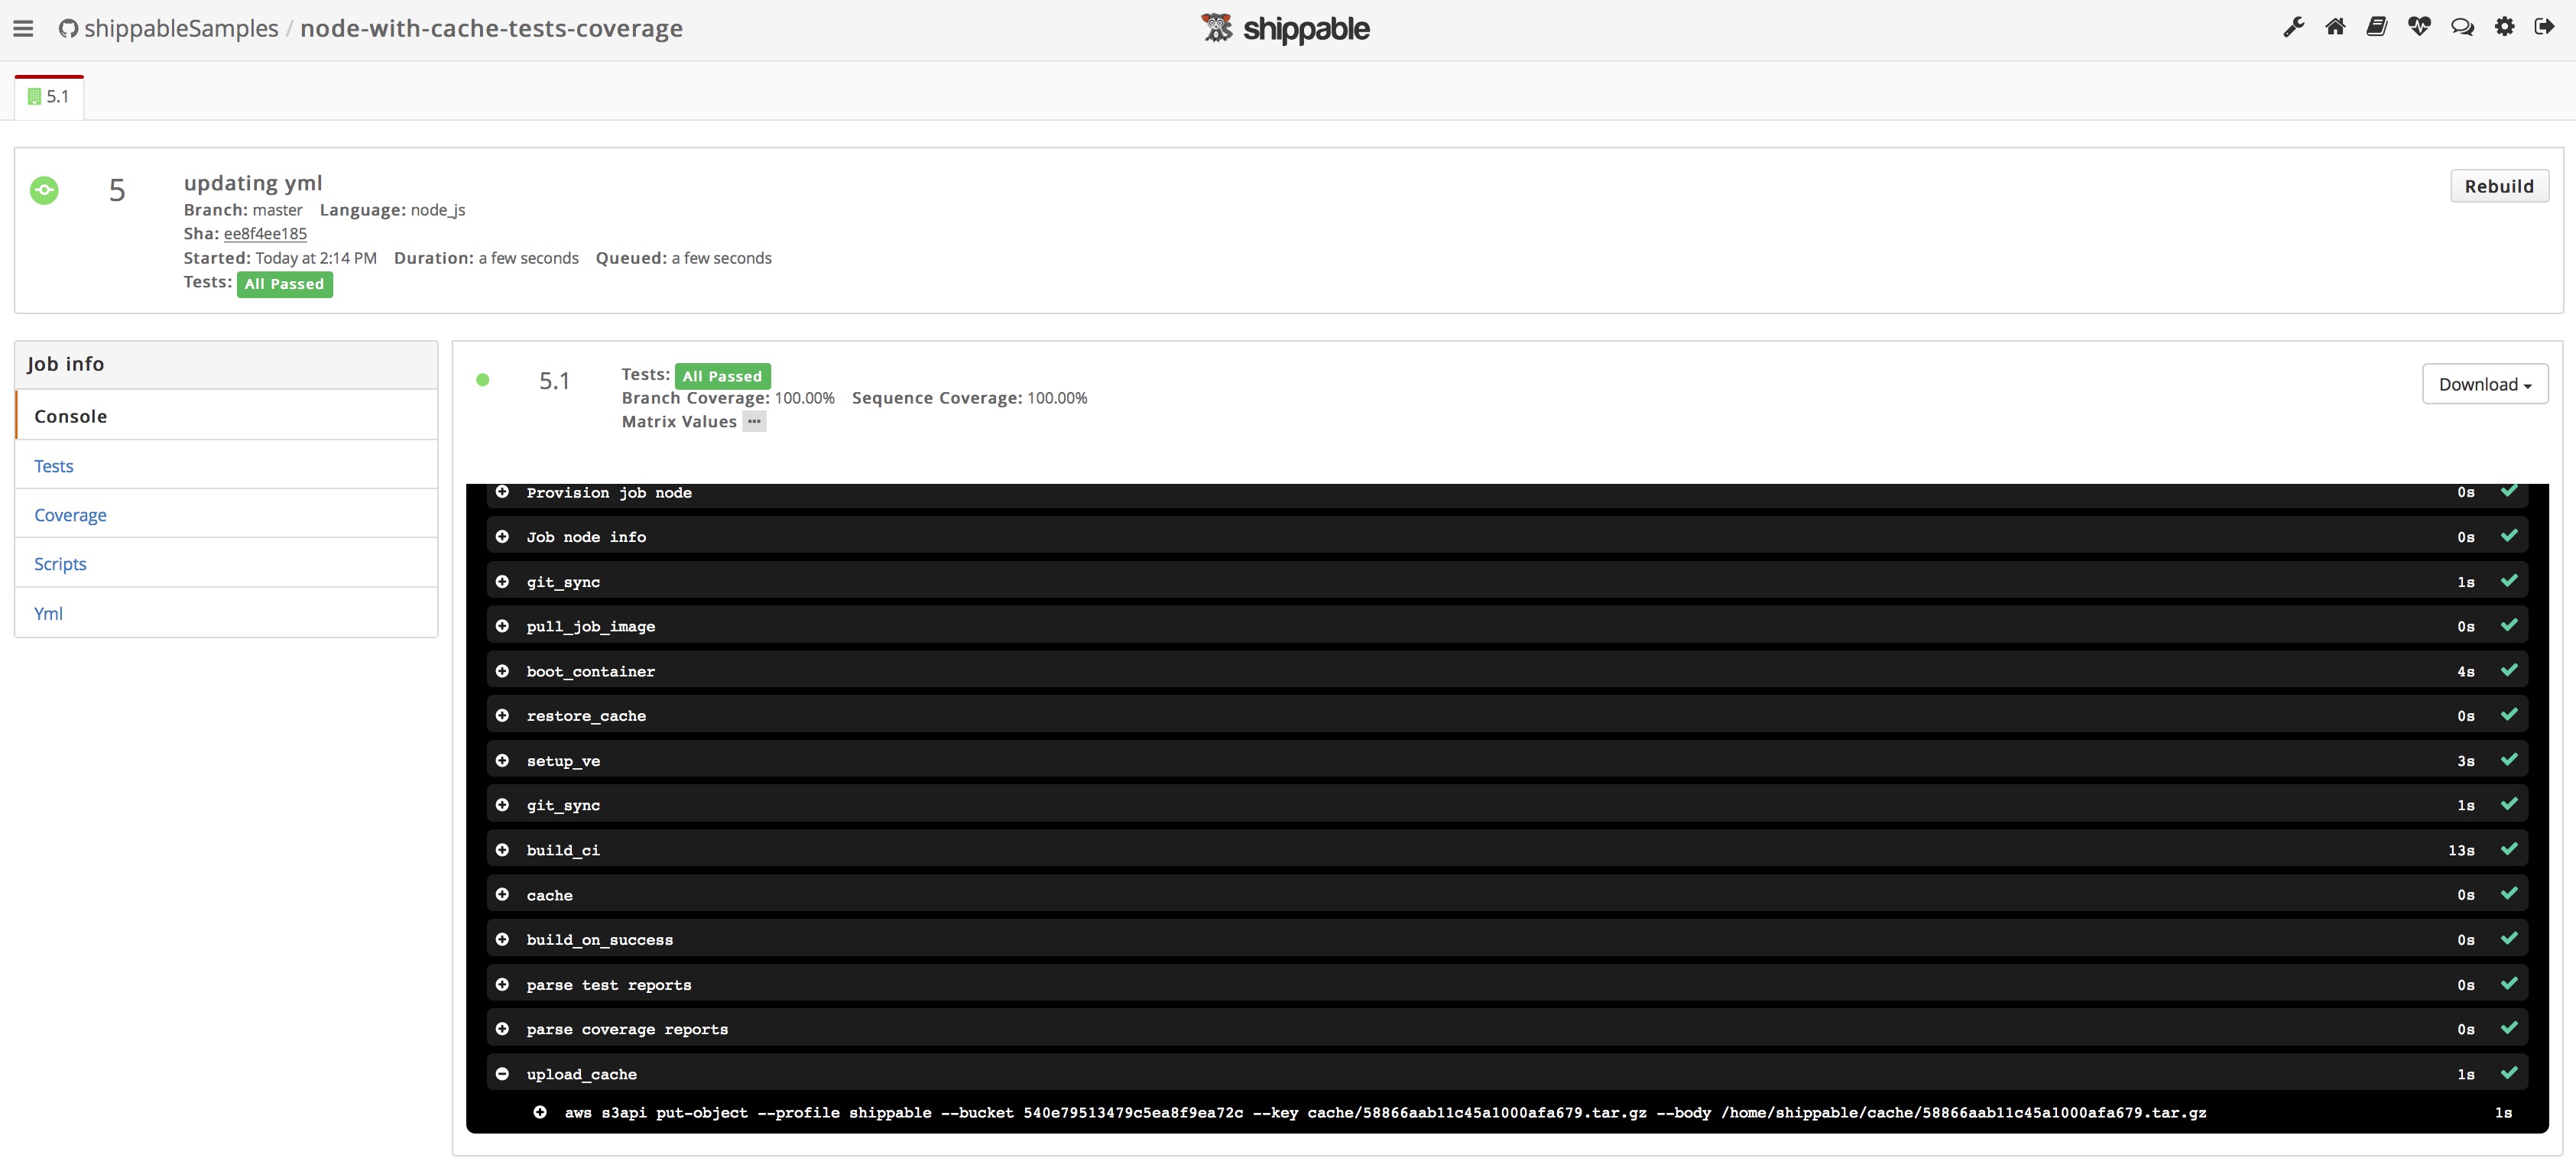 shippableSamples / node-with-cache-tests-coverage
shippable
5.1
5
updating yml
Rebuild
Branch: master Language: node_js
Sha: ee8f4ee185
Started: Today at 2:14 PM Duration: a few seconds Queued: a few seconds
Tests: All Passed
Job info
Console
Tests
Coverage
Scripts
Yml
5.1
Tests: All Passed
Branch Coverage: 100.00% Sequence Coverage: 100.00%
Matrix Values ...
Download
Provision job node 0s
Job node info 0s
git_sync 1s
pull_job_image 0s
boot_container 4s
restore_cache 0s
setup_ve 3s
git_sync 1s
build_ci 13s
cache 0s
build_on_success 0s
parse test reports 0s
parse coverage reports 0s
upload_cache 1s
aws s3api put-object --profile shippable --bucket 540e79513479c5ea8f9ea72c --key cache/58866aab11c45a1000afa679.tar.gz --body /home/shippable/cache/58866aab11c45a1000afa679.tar.gz 1s